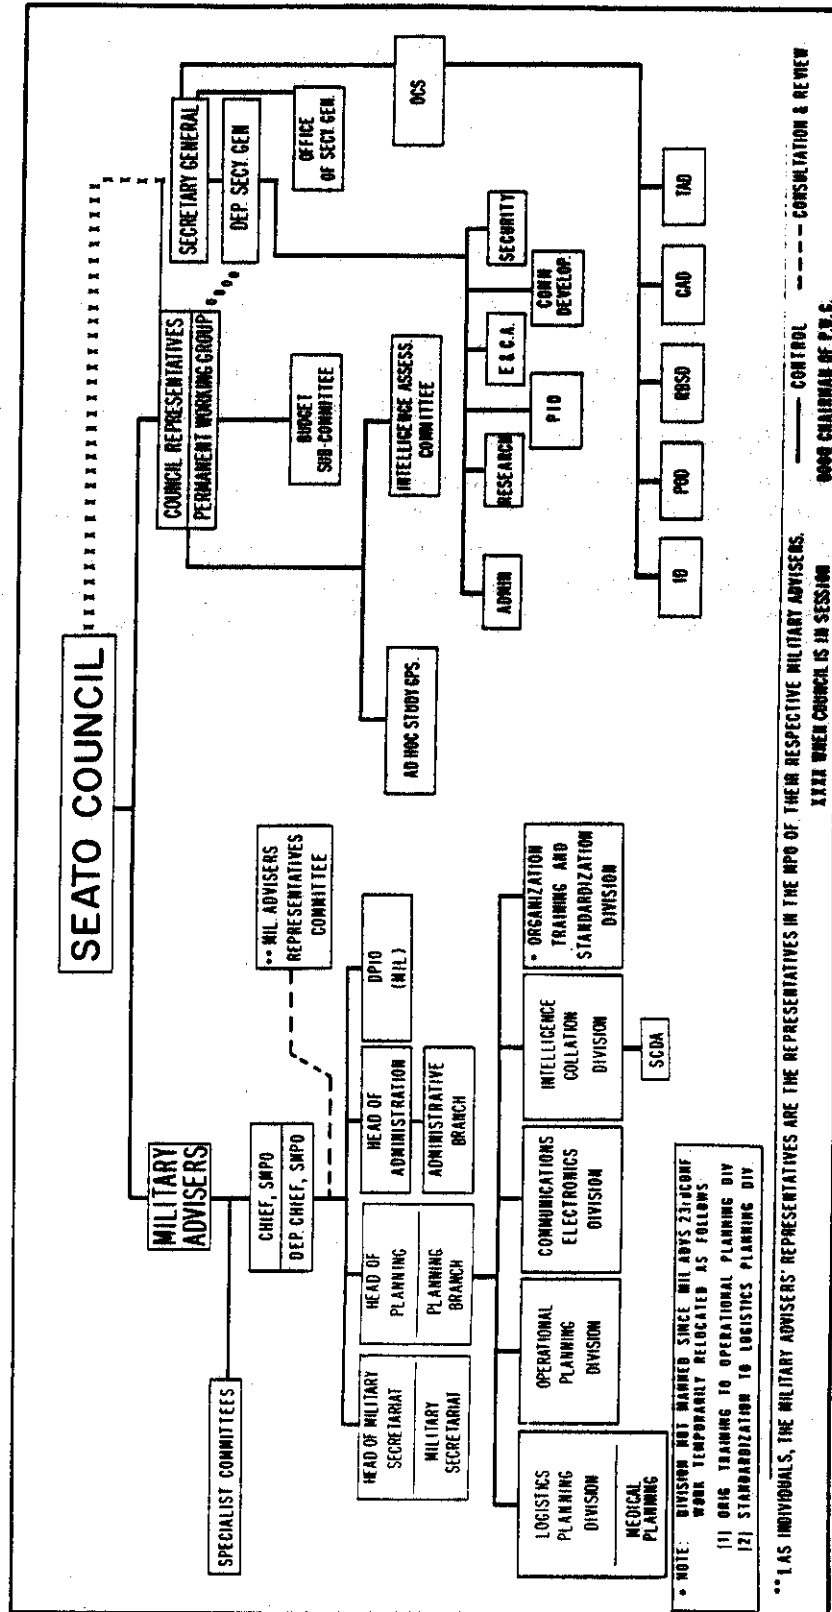 SEATO COUNCIL
MILITARY
ADVISERS
COUNCIL REPRESENTATIVES
PERMANENT WORKING GROUP
SECRETARY GENERAL
DEP. SECY. GEN
OFFICE
OF SECY. GEN.
SPECIALIST COMMITTEES
CHIEF, SMPO
DEP. CHIEF, SMPO
** MIL. ADVISERS
REPRESENTATIVES
COMMITTEE
BUDGET
SUB-COMMITTEE
HEAD OF MILITARY
SECRETARIAT
MILITARY
SECRETARIAT
HEAD OF
PLANNING
PLANNING
BRANCH
HEAD OF
ADMINISTRATION
ADMINISTRATIVE
BRANCH
DPIO
(MIL)
AD HOC STUDY GPS.
INTELLIGENCE ASSESS.
COMMITTEE
OCS
ADMIN
RESEARCH
PIO
E & C.A.
COMM
DEVELOP.
SECURITY
LOGISTICS
PLANNING
DIVISION
MEDICAL
PLANNING
OPERATIONAL
PLANNING
DIVISION
COMMUNICATIONS
ELECTRONICS
DIVISION
INTELLIGENCE
COLLATION
DIVISION
SCDA
* ORGANIZATION
TRAINING AND
STANDARDIZATION
DIVISION
IO
POD
RBSD
CAO
TAO
* NOTE: DIVISION NOT MANNED SINCE MIL ADVS 23
WORK TEMPORARILY RELOCATED AS FOLLOWS
[1] ORIG TRAINING TO OPERATIONAL PLANNING DIV
[2] STANDARDIZATION TO LOGISTICS PLANNING DIV.
** AS INDIVIDUALS, THE MILITARY ADVISERS' REPRESENTATIVES ARE THE REPRESENTATIVES IN THE MPO OF THEIR RESPECTIVE MILITARY ADVISERS.
CONTROL
CONSULTATION & REVIEW
XXXX WHEN COUNCIL IS IN SESSION
0000 CHAIRMAN OF P.W.G.